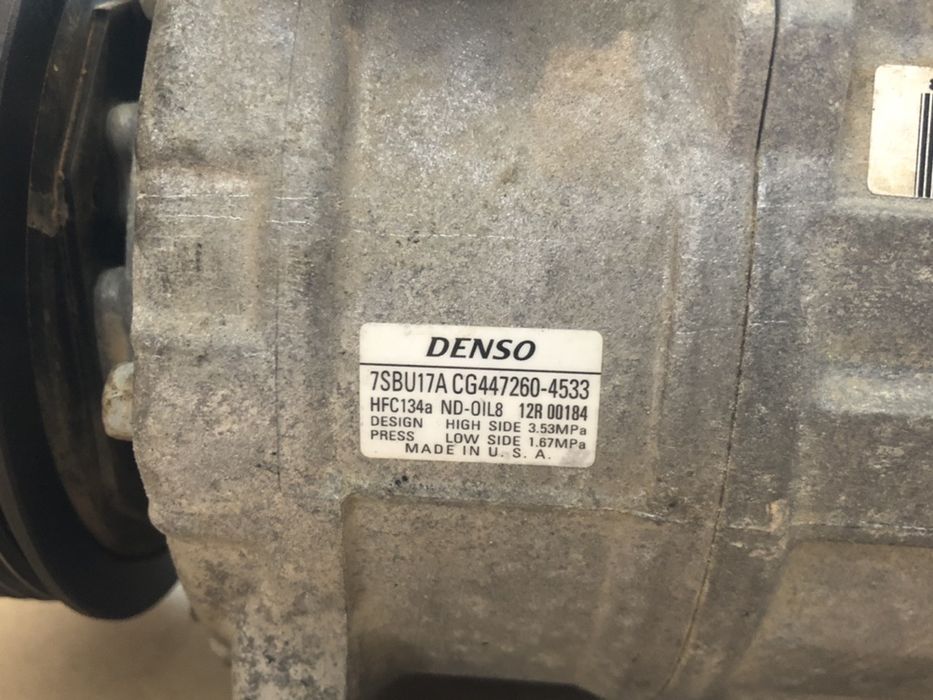 DENSO
7SBU17A CG447260-4533
HFC134a ND-OIL8 12R 00184
DESIGN HIGH SIDE 3.53MPa
PRESS LOW SIDE 1.67MPa
MADE IN U. S. A.